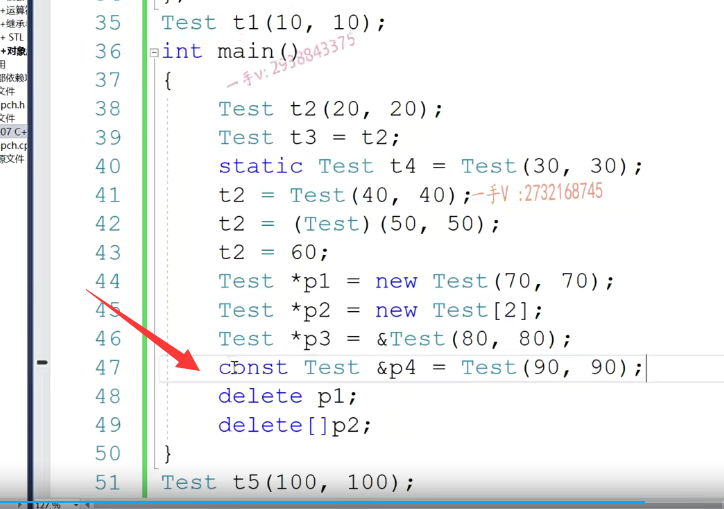 +运算符
+继承
+ STL
+对象
用
部依赖项
文件
pch.h
文件
07 C+
pch.cp
源文件
35 Test t1(10, 10);
36 int main()
37 {
38 Test t2(20, 20);
39 Test t3 = t2;
40 static Test t4 = Test(30, 30);
41 t2 = Test(40, 40);
42 t2 = (Test)(50, 50);
43 t2 = 60;
44 Test *p1 = new Test(70, 70);
45 Test *p2 = new Test[2];
46 Test *p3 = &Test(80, 80);
47 const Test &p4 = Test(90, 90);
48 delete p1;
49 delete[]p2;
50 }
51 Test t5(100, 100);
一手v:2938843375
一手V :2732168745
127 %